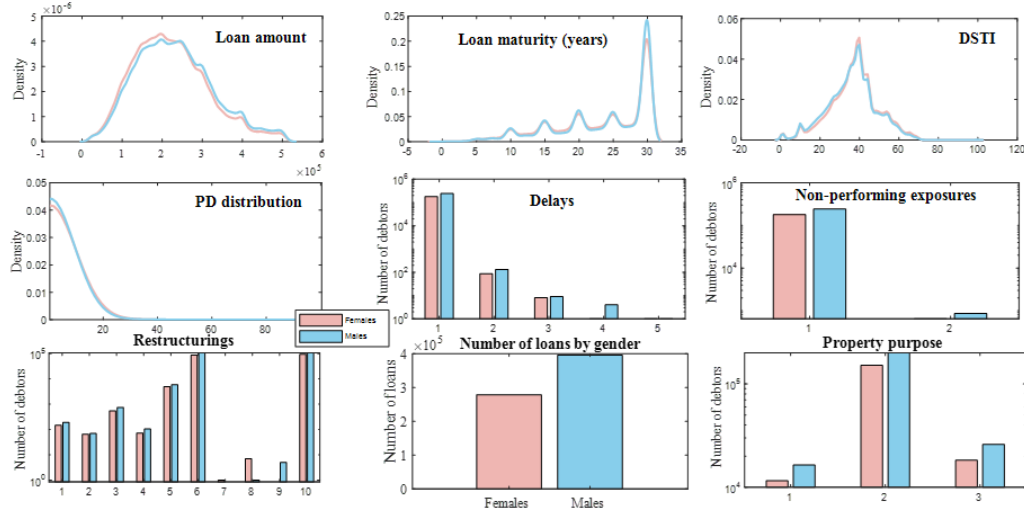 ×10⁻⁶
Loan amount
Density
5
4
3
2
1
0
-1 0 1 2 3 4 5 6
×10⁵
Loan maturity (years)
Density
0.25
0.20
0.15
0.10
0.05
0
0 5 10 15 20 25 30 35
DSTI
Density
0.06
0.04
0.02
0
-20 0 20 40 60 80 100 120
PD distribution
Density
0.05
0.04
0.03
0.02
0.01
0
20 40 60 80
Females
Males
Delays
Number of debtors
10⁶
10⁴
10²
10⁰
1 2 3 4 5
Non-performing exposures
Number of debtors
10⁶
10⁴
1 2
Restructurings
Number of debtors
10⁵
10⁰
1 2 3 4 5 6 7 8 9 10
Number of loans by gender
Number of loans
×10⁵
4
3
2
1
0
Females Males
Property purpose
Number of debtors
10⁵
10⁴
1 2 3